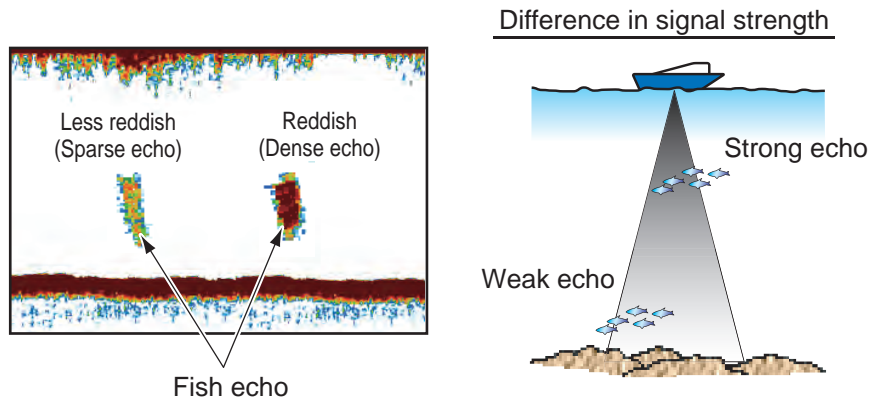 Difference in signal strength
Less reddish
(Sparse echo)
Reddish
(Dense echo)
Fish echo
Strong echo
Weak echo